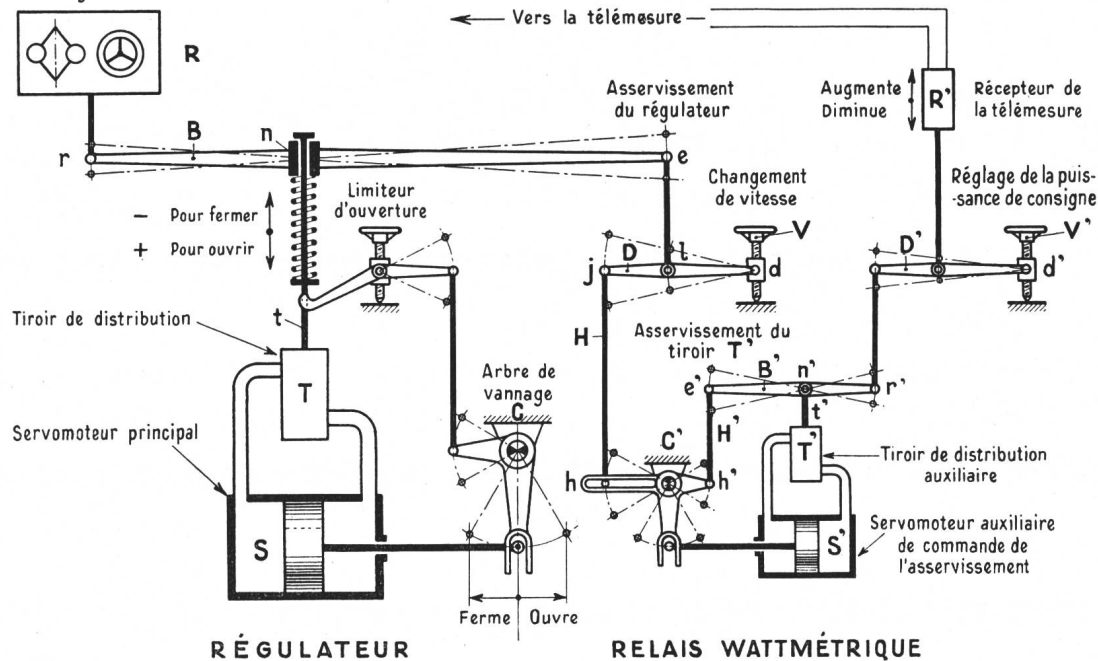 Vers la télémesure
R
Asservissement
du régulateur
Augmente
Diminue
R'
Récepteur de
la télémesure
r
B
n
e
- Pour fermer
+ Pour ouvrir
Limiteur
d'ouverture
Changement
de vitesse
V
Réglage de la puis-
-sance de consigne
V'
j
D
l
d
D'
d'
t
Tiroir de distribution
T
H
Asservissement du
tiroir T'
Arbre de
vannage
C
e'
B'
n'
r'
t'
H'
Servomoteur principal
C'
T'
Tiroir de distribution
auxiliaire
h
h'
S
S'
Servomoteur auxiliaire
de commande de
l'asservissement
Ferme
Ouvre
RÉGULATEUR
RELAIS WATTMÉTRIQUE